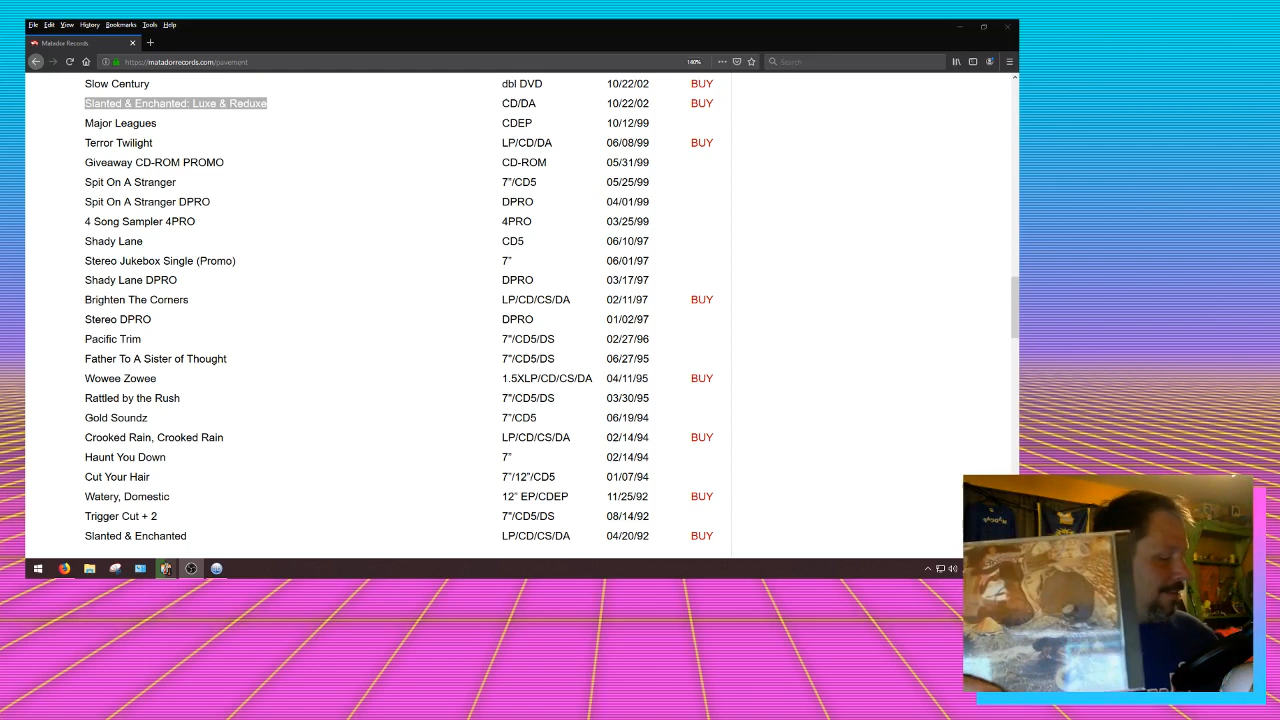 File Edit View History Bookmarks Tools Help
Matador Records
https://matadorrecords.com/pavement 140% Search
Slow Century dbl DVD 10/22/02 BUY
Slanted & Enchanted: Luxe & Reduxe CD/DA 10/22/02 BUY
Major Leagues CDEP 10/12/99
Terror Twilight LP/CD/DA 06/08/99 BUY
Giveaway CD-ROM PROMO CD-ROM 05/31/99
Spit On A Stranger 7"/CD5 05/25/99
Spit On A Stranger DPRO DPRO 04/01/99
4 Song Sampler 4PRO 4PRO 03/25/99
Shady Lane CD5 06/10/97
Stereo Jukebox Single (Promo) 7" 06/01/97
Shady Lane DPRO DPRO 03/17/97
Brighten The Corners LP/CD/CS/DA 02/11/97 BUY
Stereo DPRO DPRO 01/02/97
Pacific Trim 7"/CD5/DS 02/27/96
Father To A Sister of Thought 7"/CD5/DS 06/27/95
Wowee Zowee 1.5XLP/CD/CS/DA 04/11/95 BUY
Rattled by the Rush 7"/CD5/DS 03/30/95
Gold Soundz 7"/CD5 06/19/94
Crooked Rain, Crooked Rain LP/CD/CS/DA 02/14/94 BUY
Haunt You Down 7" 02/14/94
Cut Your Hair 7"/12"/CD5 01/07/94
Watery, Domestic 12" EP/CDEP 11/25/92 BUY
Trigger Cut + 2 7"/CD5/DS 08/14/92
Slanted & Enchanted LP/CD/CS/DA 04/20/92 BUY